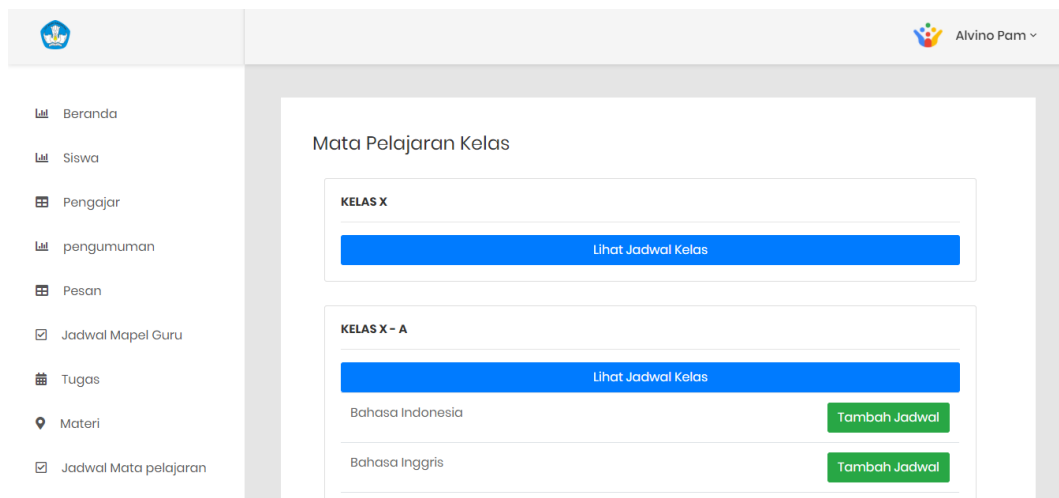 Alvino Pam
Beranda
Siswa
Pengajar
pengumuman
Pesan
Jadwal Mapel Guru
Tugas
Materi
Jadwal Mata pelajaran
Mata Pelajaran Kelas
KELAS X
Lihat Jadwal Kelas
KELAS X - A
Lihat Jadwal Kelas
Bahasa Indonesia
Tambah Jadwal
Bahasa Inggris
Tambah Jadwal